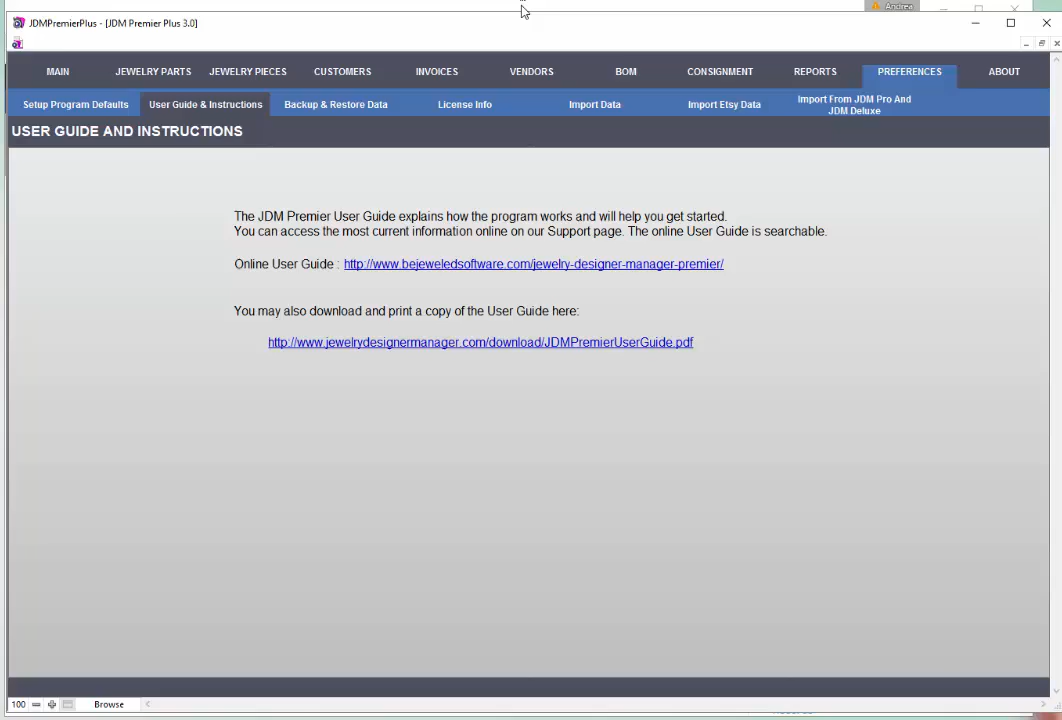 Andrea
JDMPremierPlus - [JDM Premier Plus 3.0]
MAIN JEWELRY PARTS JEWELRY PIECES CUSTOMERS INVOICES VENDORS BOM CONSIGNMENT REPORTS PREFERENCES ABOUT
Setup Program Defaults User Guide & Instructions Backup & Restore Data License Info Import Data Import Etsy Data Import From JDM Pro And
JDM Deluxe
USER GUIDE AND INSTRUCTIONS
The JDM Premier User Guide explains how the program works and will help you get started.
You can access the most current information online on our Support page. The online User Guide is searchable.
Online User Guide : http://www.bejeweledsoftware.com/jewelry-designer-manager-premier/
You may also download and print a copy of the User Guide here:
http://www.jewelrydesignermanager.com/download/JDMPremierUserGuide.pdf
100 Browse